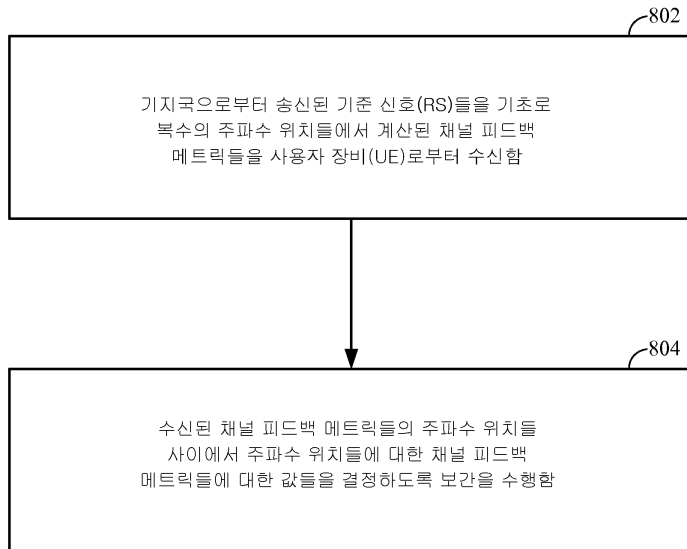 802
기지국으로부터 송신된 기준 신호(RS)들을 기초로
복수의 주파수 위치들에서 계산된 채널 피드백
메트릭들을 사용자 장비(UE)로부터 수신함
804
수신된 채널 피드백 메트릭들의 주파수 위치들
사이에서 주파수 위치들에 대한 채널 피드백
메트릭들에 대한 값들을 결정하도록 보간을 수행함